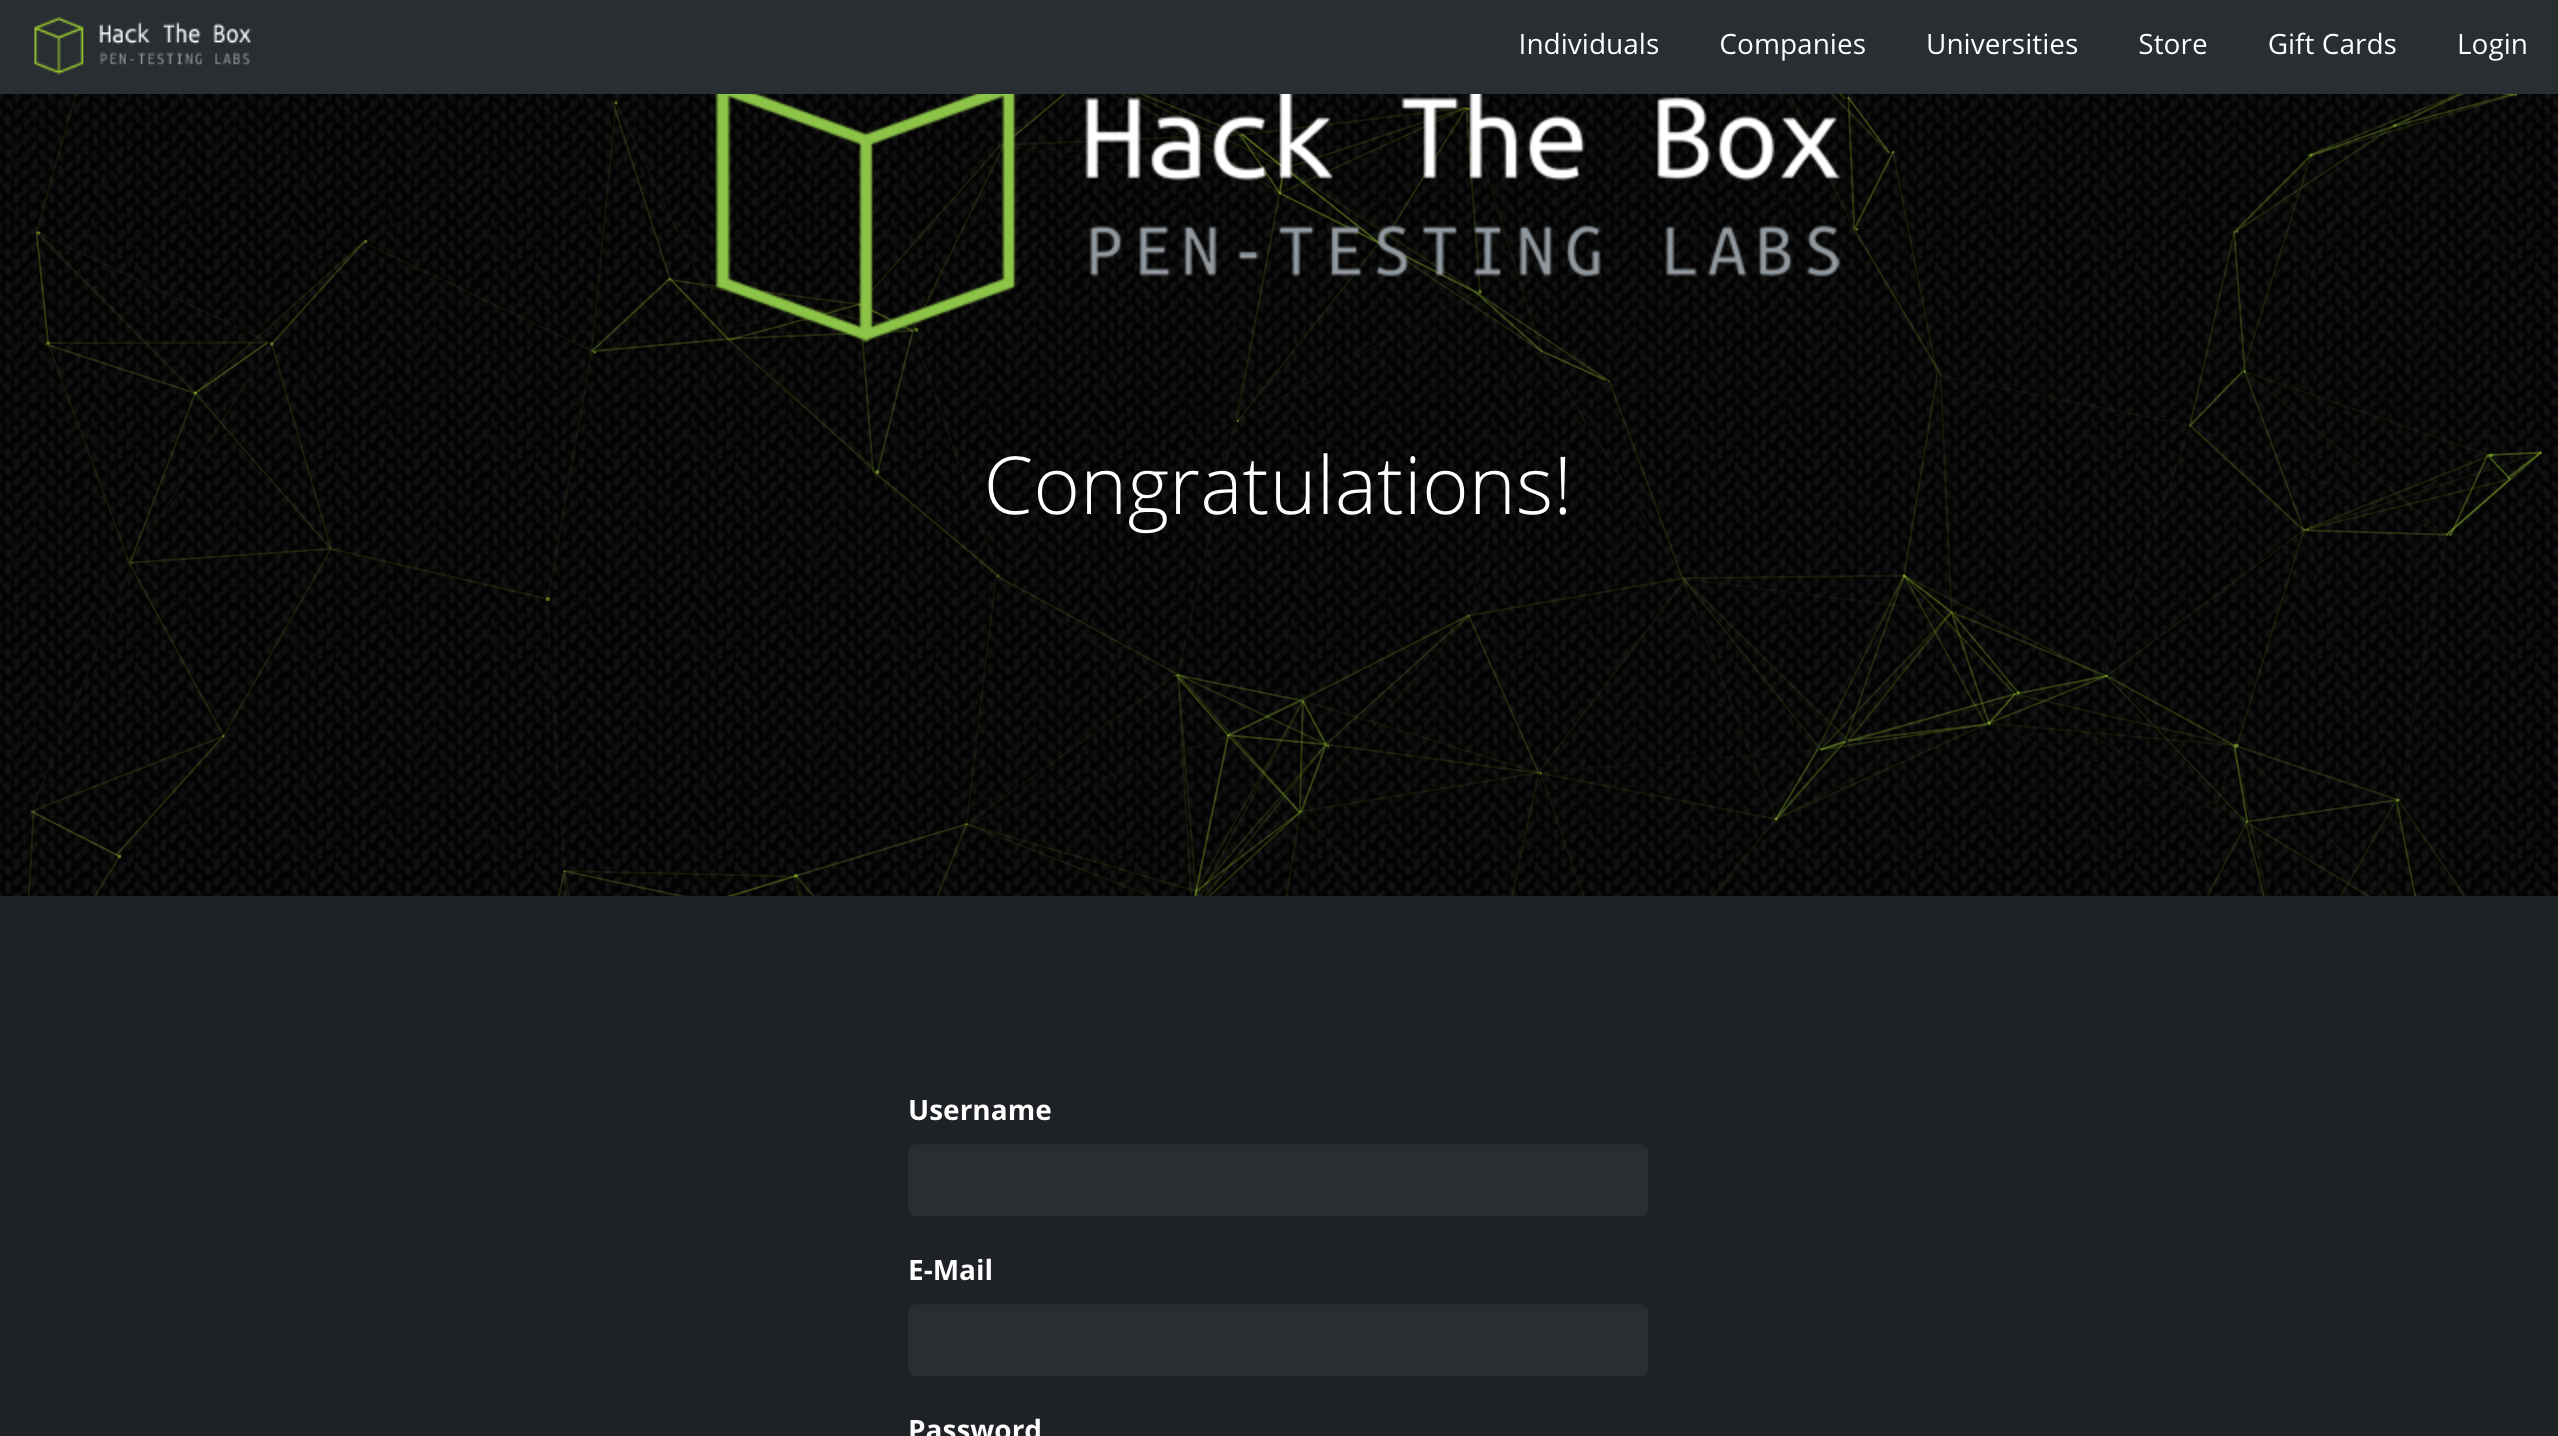 Hack The Box
PEN-TESTING LABS
Individuals
Companies
Universities
Store
Gift Cards
Login
Hack The Box
PEN-TESTING LABS
Congratulations!
Username
E-Mail
Password